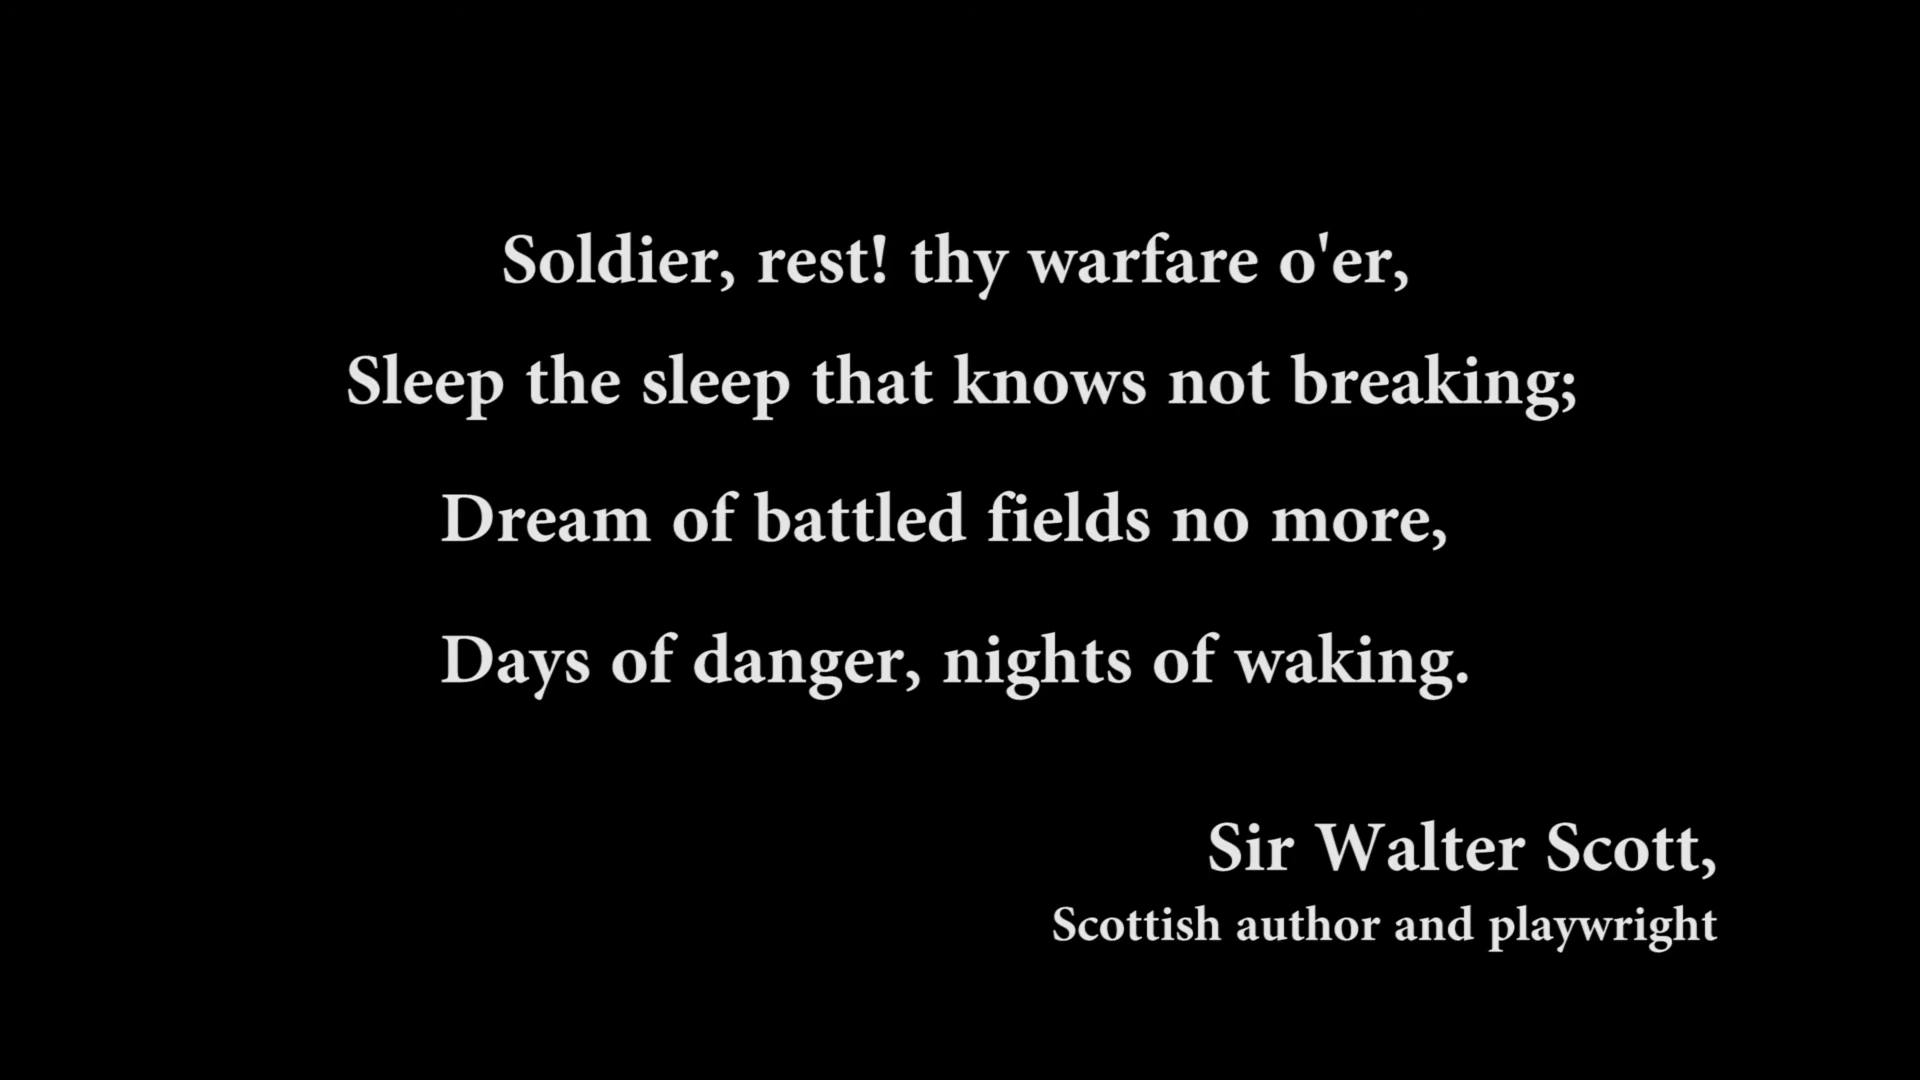 Soldier, rest! thy warfare o'er,
Sleep the sleep that knows not breaking;
Dream of battled fields no more,
Days of danger, nights of waking.
Sir Walter Scott,
Scottish author and playwright